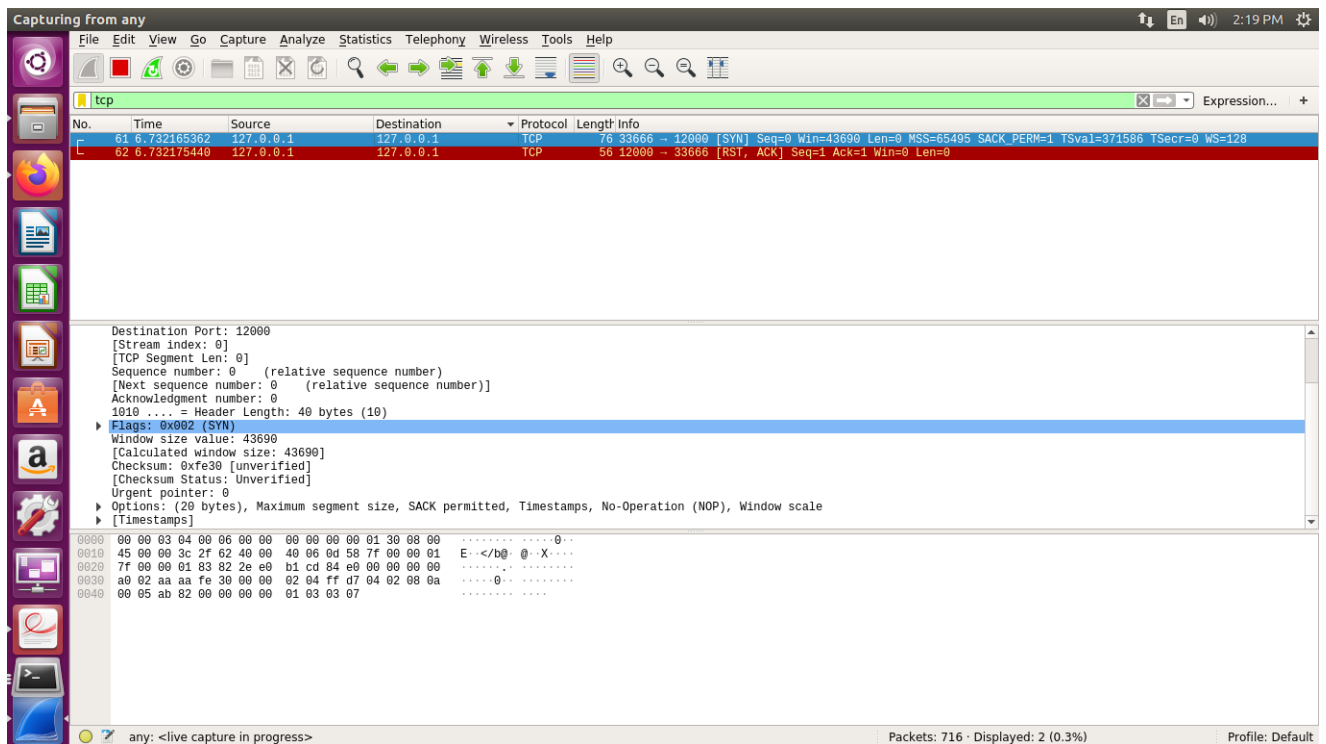 Capturing from any En 2:19 PM
File Edit View Go Capture Analyze Statistics Telephony Wireless Tools Help
tcp Expression... +
No. Time Source Destination Protocol Length Info
61 6.732165362 127.0.0.1 127.0.0.1 TCP 76 33666 → 12000 [SYN] Seq=0 Win=43690 Len=0 MSS=65495 SACK_PERM=1 TSval=371586 TSecr=0 WS=128
62 6.732175440 127.0.0.1 127.0.0.1 TCP 56 12000 → 33666 [RST, ACK] Seq=1 Ack=1 Win=0 Len=0
Destination Port: 12000
[Stream index: 0]
[TCP Segment Len: 0]
Sequence number: 0 (relative sequence number)
[Next sequence number: 0 (relative sequence number)]
Acknowledgment number: 0
1010 .... = Header Length: 40 bytes (10)
Flags: 0x002 (SYN)
Window size value: 43690
[Calculated window size: 43690]
Checksum: 0xfe30 [unverified]
[Checksum Status: Unverified]
Urgent pointer: 0
Options: (20 bytes), Maximum segment size, SACK permitted, Timestamps, No-Operation (NOP), Window scale
[Timestamps]
0000 00 00 03 04 00 06 00 00 00 00 00 00 01 30 08 00 ········ ·····0··
0010 45 00 00 3c 2f 62 40 00 40 06 0d 58 7f 00 00 01 E··</b@· @··X····
0020 7f 00 00 01 83 82 2e e0 b1 cd 84 e0 00 00 00 00 ······.· ········
0030 a0 02 aa aa fe 30 00 00 02 04 ff d7 04 02 08 0a ·····0·· ········
0040 00 05 ab 82 00 00 00 00 01 03 03 07 ········ ····
any: <live capture in progress> Packets: 716 · Displayed: 2 (0.3%) Profile: Default